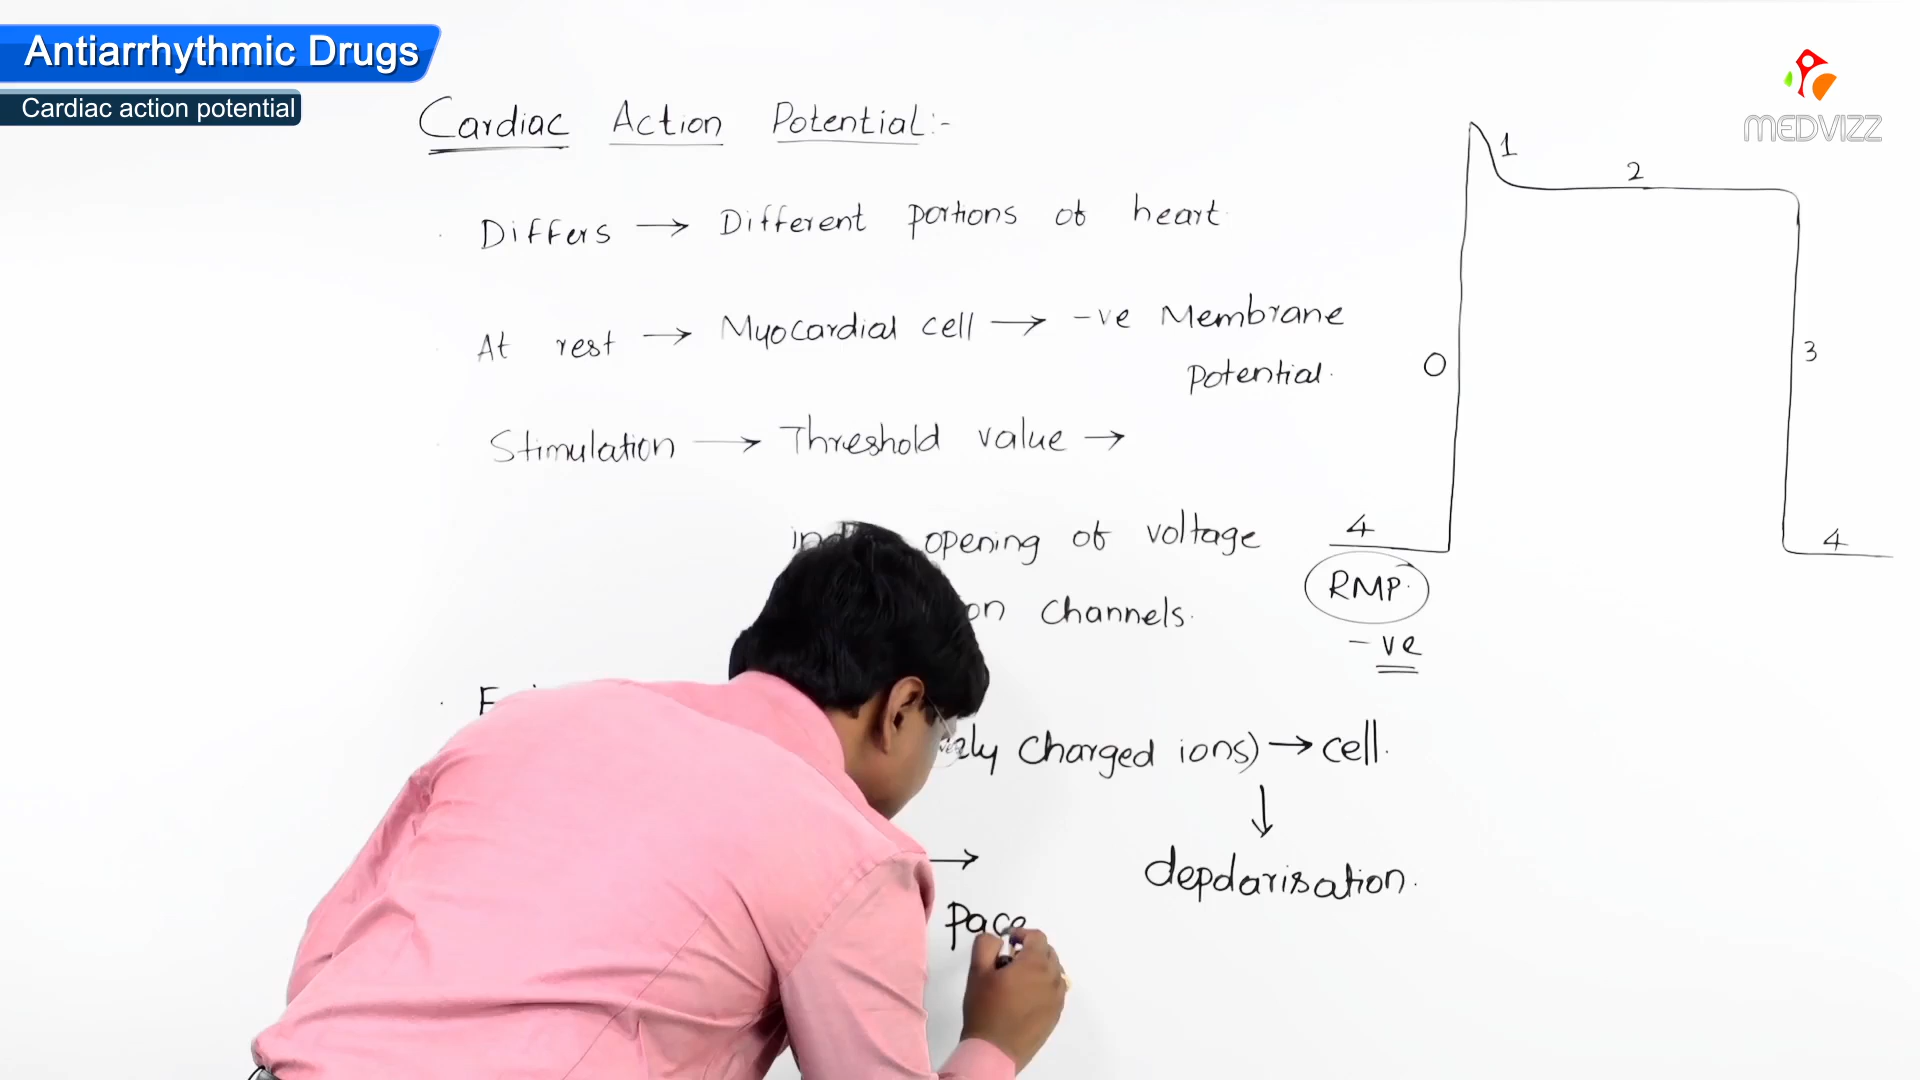 Antiarrhythmic Drugs
Cardiac action potential
MEDVIZZ
Cardiac Action Potential:-
Differs → Different portions of heart
At rest → Myocardial cell → -ve Membrane
Potential.
Stimulation → Threshold value →
opening of voltage
channels.
charged ions) → cell.
↓
→
depolarisation.
Pace
0
1
2
3
4
4
RMP.
-ve